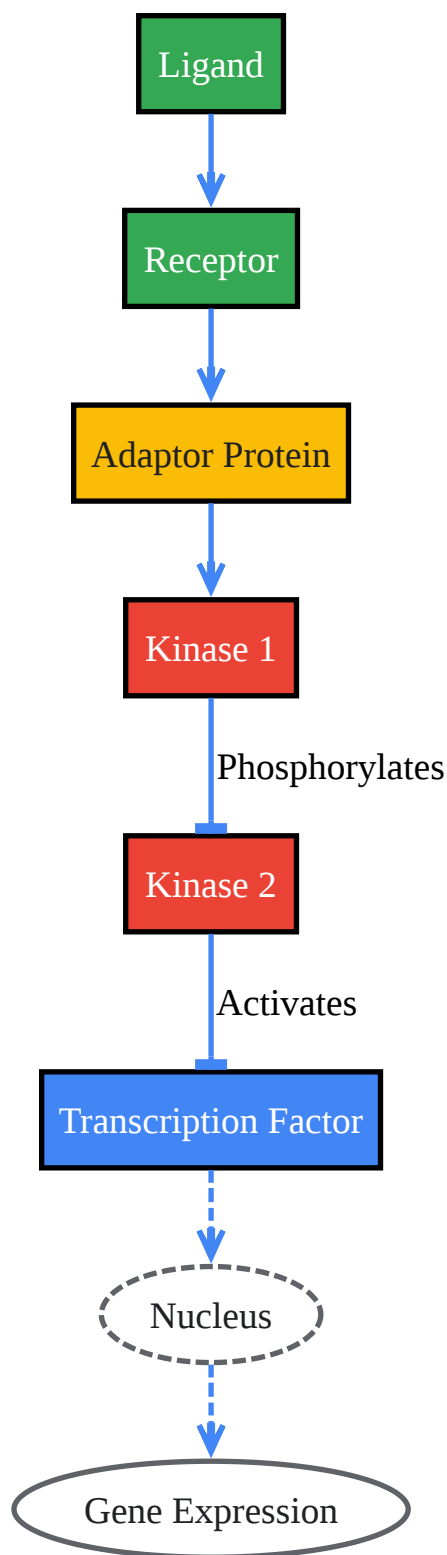 Ligand
Receptor
Adaptor Protein
Kinase 1
Phosphorylates
Kinase 2
Activates
Transcription Factor
Nucleus
Gene Expression